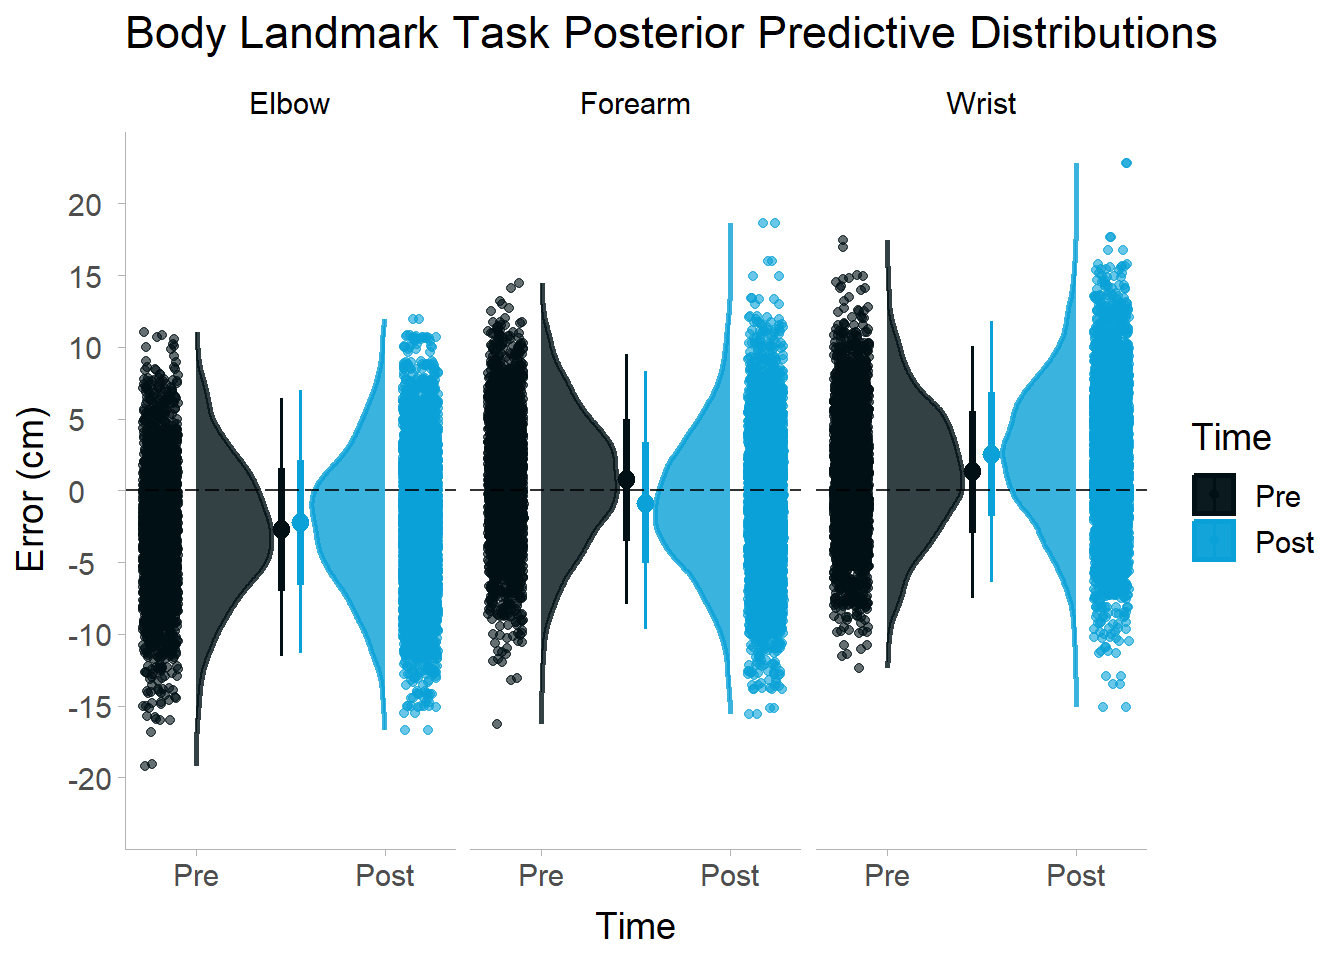 Body Landmark Task Posterior Predictive Distributions
Elbow Forearm Wrist
20
10
5
0
-5
-10
-15
-20
15
Error (cm)
Pre Post Pre Post Pre Post
Time
Time
Pre
Post